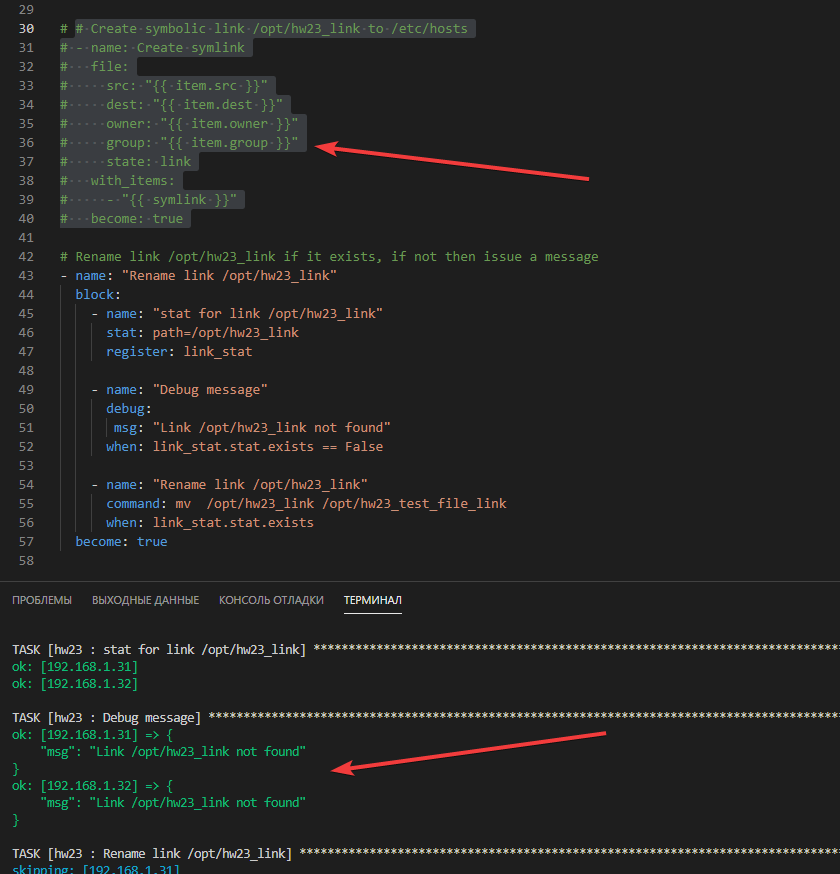 29
30 # # Create symbolic link /opt/hw23_link to /etc/hosts
31 # - name: Create symlink
32 #   file:
33 #     src: "{{ item.src }}"
34 #     dest: "{{ item.dest }}"
35 #     owner: "{{ item.owner }}"
36 #     group: "{{ item.group }}"
37 #     state: link
38 #   with_items:
39 #     - "{{ symlink }}"
40 #   become: true
41
42 # Rename link /opt/hw23_link if it exists, if not then issue a message
43 - name: "Rename link /opt/hw23_link"
44   block:
45     - name: "stat for link /opt/hw23_link"
46       stat: path=/opt/hw23_link
47       register: link_stat
48
49     - name: "Debug message"
50       debug:
51        msg: "Link /opt/hw23_link not found"
52       when: link_stat.stat.exists == False
53
54     - name: "Rename link /opt/hw23_link"
55       command: mv  /opt/hw23_link /opt/hw23_test_file_link
56       when: link_stat.stat.exists
57   become: true
58
ПРОБЛЕМЫ ВЫХОДНЫЕ ДАННЫЕ КОНСОЛЬ ОТЛАДКИ ТЕРМИНАЛ
TASK [hw23 : stat for link /opt/hw23_link] ***************************************************************************
ok: [192.168.1.31]
ok: [192.168.1.32]
TASK [hw23 : Debug message] ******************************************************************************************
ok: [192.168.1.31] => {
    "msg": "Link /opt/hw23_link not found"
}
ok: [192.168.1.32] => {
    "msg": "Link /opt/hw23_link not found"
}
TASK [hw23 : Rename link /opt/hw23_link] *****************************************************************************
skipping: [192.168.1.31]